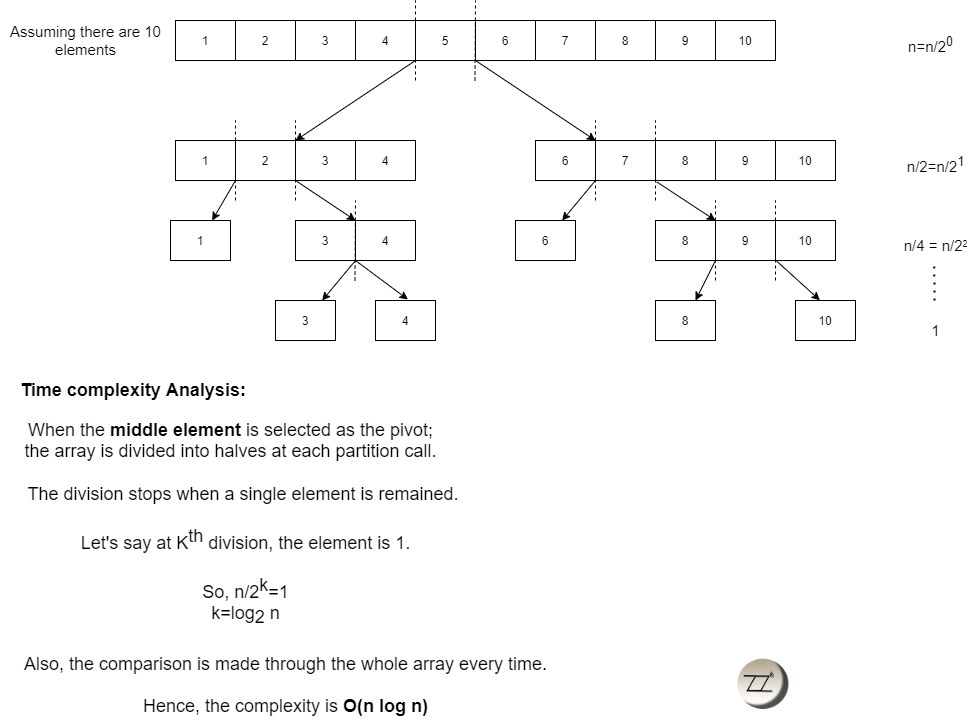 Assuming there are 10
elements
1 2 3 4 5 6 7 8 9 10
n=n/2⁰
1 2 3 4
6 7 8 9 10
n/2=n/2¹
1
3 4
6
8 9 10
n/4 = n/2²
3
4
8
10
1
Time complexity Analysis:
When the middle element is selected as the pivot;
the array is divided into halves at each partition call.
The division stops when a single element is remained.
Let's say at Kᵗʰ division, the element is 1.
So, n/2ᵏ=1
k=log₂ n
Also, the comparison is made through the whole array every time.
Hence, the complexity is O(n log n)